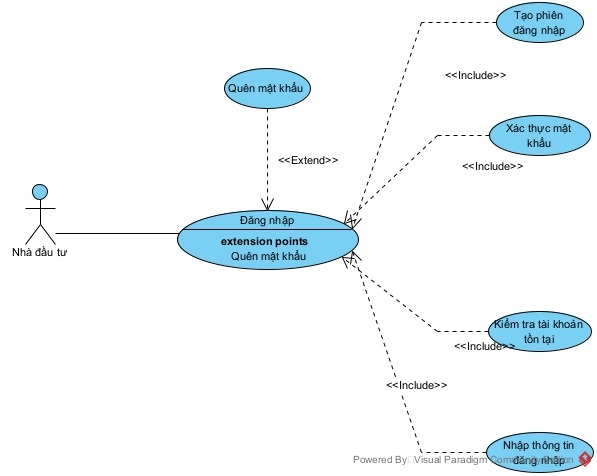 Tạo phiên
đăng nhập
<<Include>>
Quên mật khẩu
Xác thực mật
khẩu
<<Extend>>
<<Include>>
Đăng nhập
extension points
Quên mật khẩu
Nhà đầu tư
Kiểm tra tài khoản
tồn tại
<<Include>>
<<Include>>
Nhập thông tin
đăng nhập
Powered By Visual Paradigm Community Edition